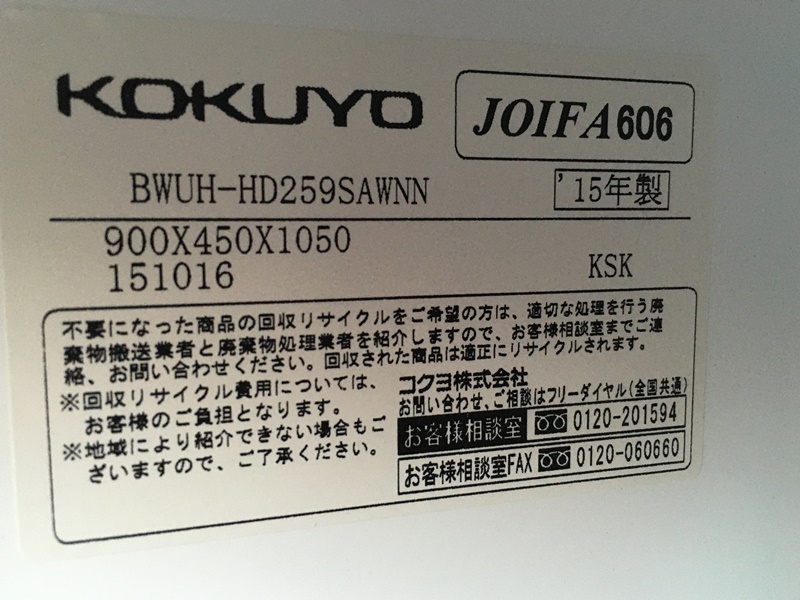 KOKUYO
JOIFA606
BWUH-HD259SAWNN
'15年製
900X450X1050
151016
KSK
不要になった商品の回収リサイクルをご希望の方は、適切な処理を行う廃
棄物搬送業者と廃棄物処理業者を紹介しますので、お客様相談室までご連
絡、お問い合わせください。回収された商品は適正にリサイクルされます。
※回収リサイクル費用については、
お客様のご負担となります。
※地域により紹介できない場合もご
ざいますので、ご了承ください。
コクヨ株式会社
お問い合わせ、ご相談はフリーダイヤル(全国共通)
お客様相談室 0120-201594
お客様相談室FAX 0120-060660